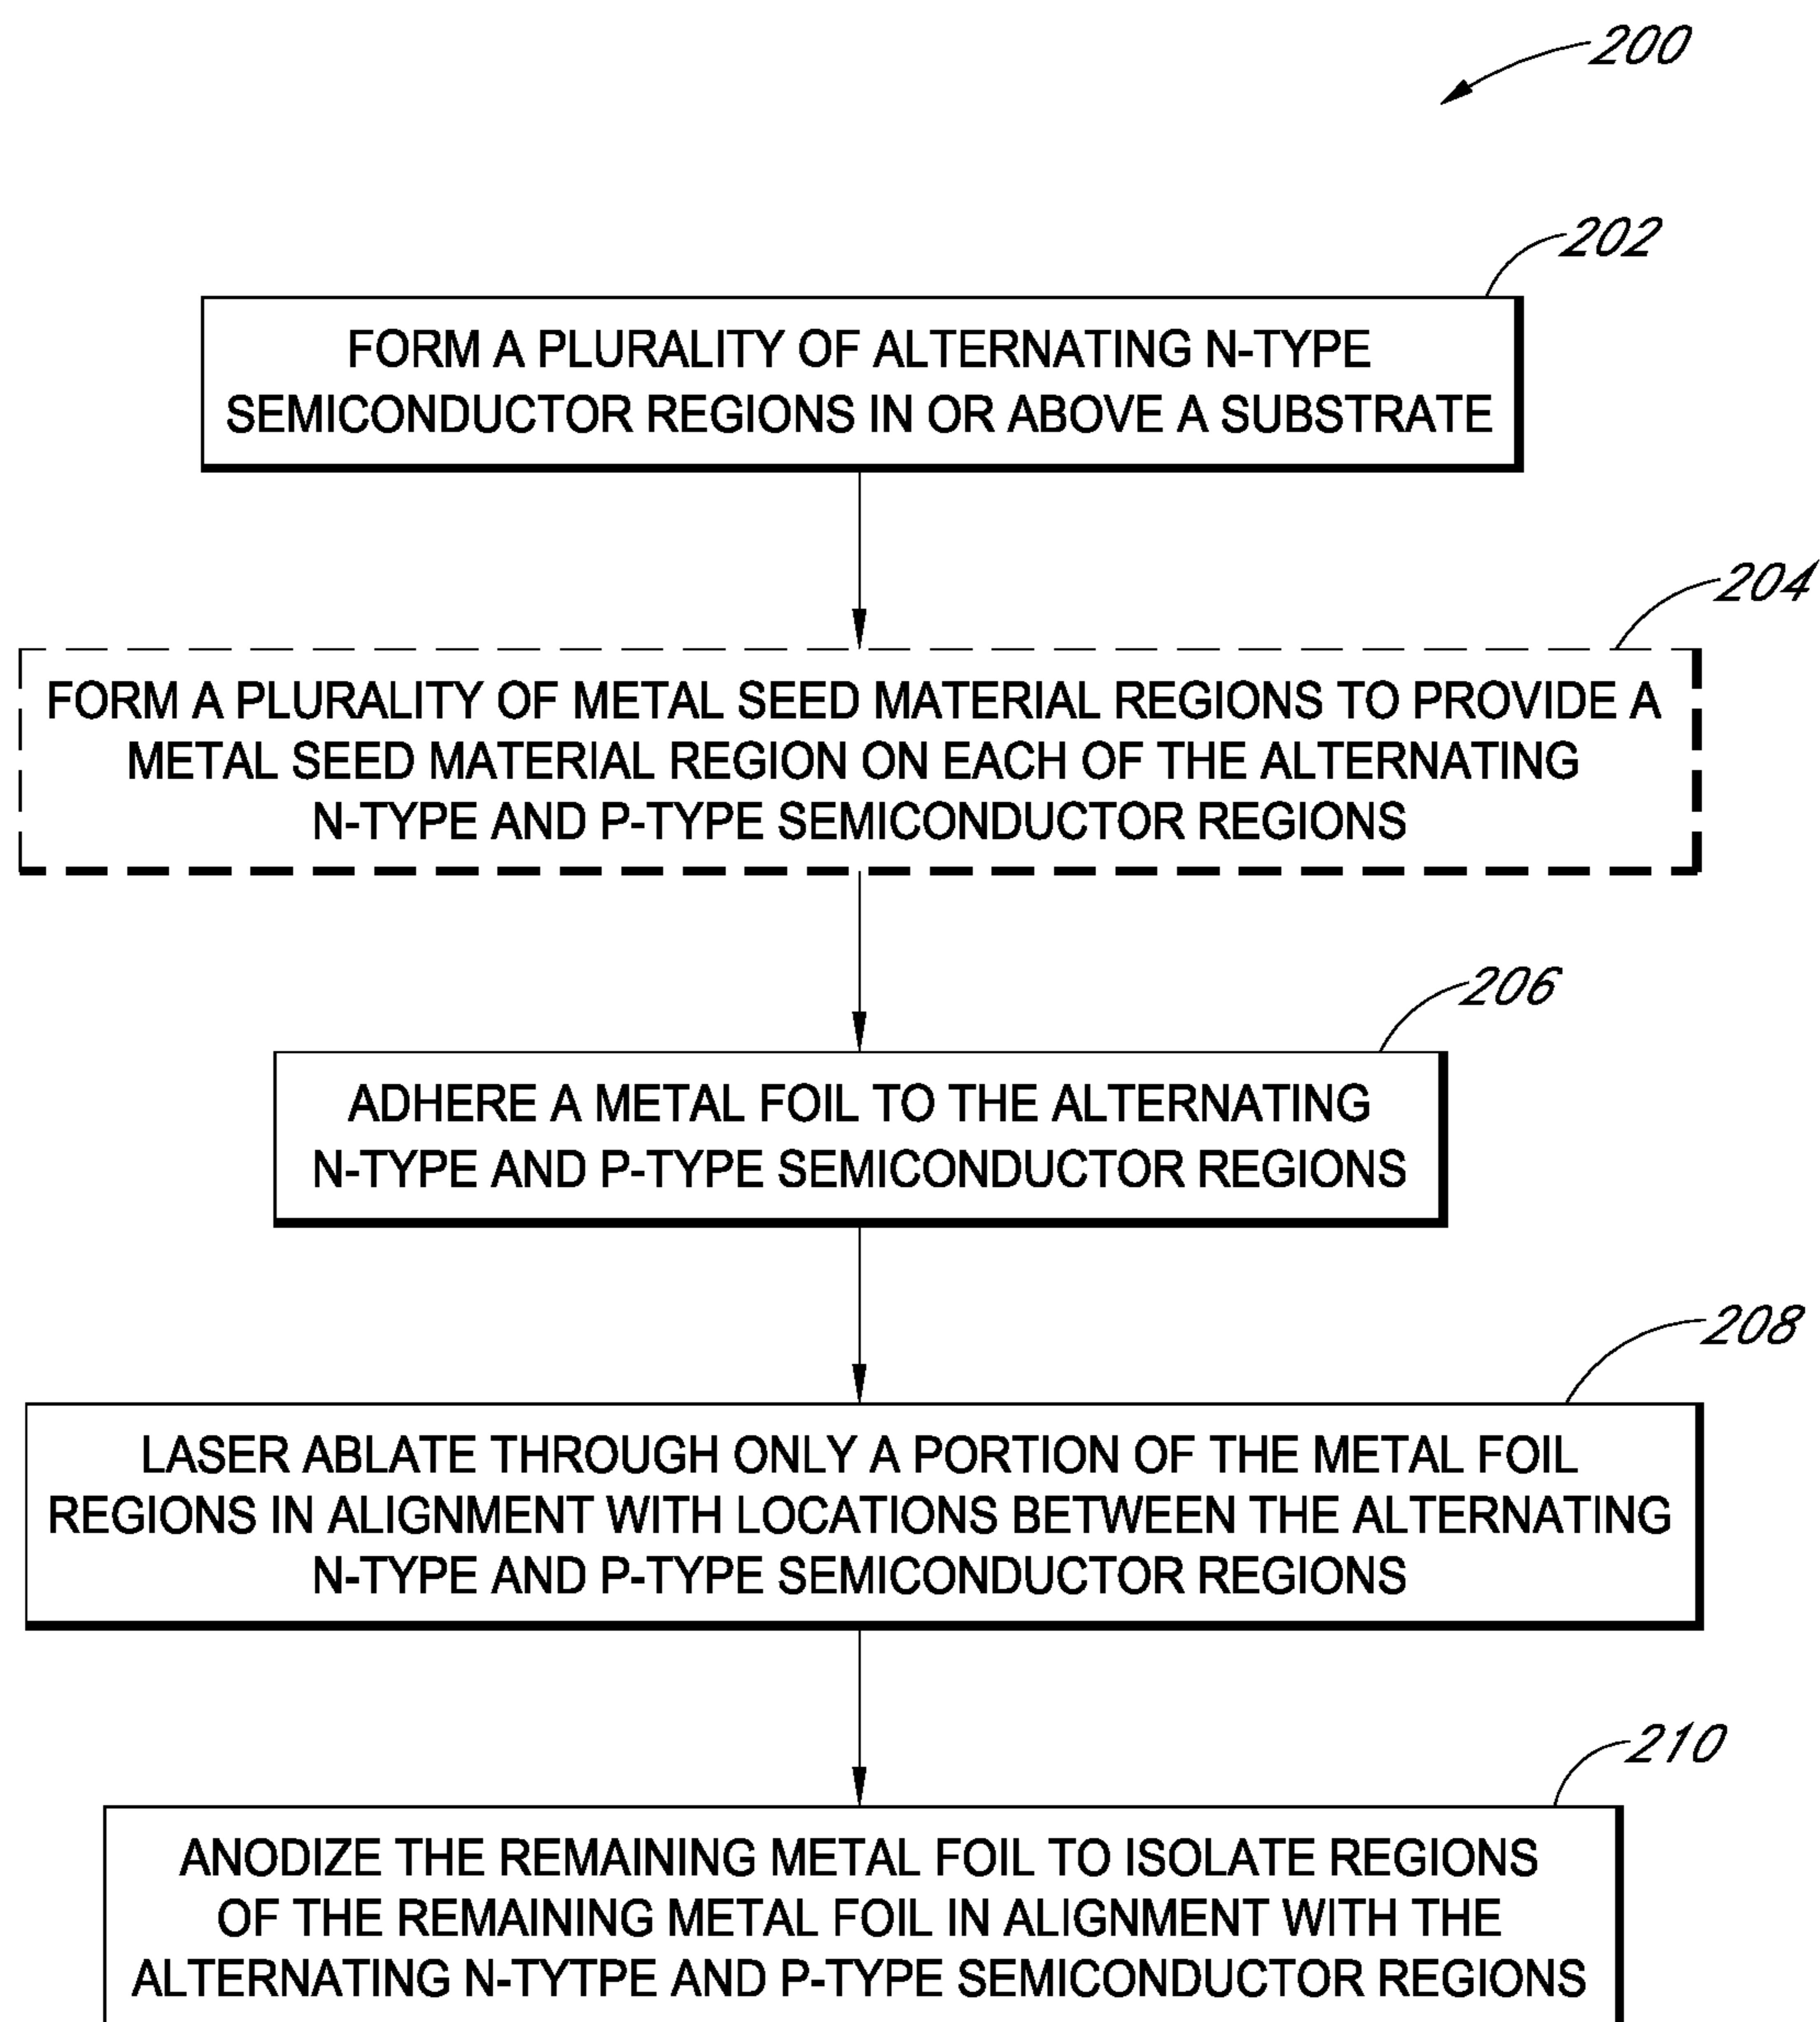 200
202
FORM A PLURALITY OF ALTERNATING N-TYPE
SEMICONDUCTOR REGIONS IN OR ABOVE A SUBSTRATE
204
FORM A PLURALITY OF METAL SEED MATERIAL REGIONS TO PROVIDE A
METAL SEED MATERIAL REGION ON EACH OF THE ALTERNATING
N-TYPE AND P-TYPE SEMICONDUCTOR REGIONS
206
ADHERE A METAL FOIL TO THE ALTERNATING
N-TYPE AND P-TYPE SEMICONDUCTOR REGIONS
208
LASER ABLATE THROUGH ONLY A PORTION OF THE METAL FOIL
REGIONS IN ALIGNMENT WITH LOCATIONS BETWEEN THE ALTERNATING
N-TYPE AND P-TYPE SEMICONDUCTOR REGIONS
210
ANODIZE THE REMAINING METAL FOIL TO ISOLATE REGIONS
OF THE REMAINING METAL FOIL IN ALIGNMENT WITH THE
ALTERNATING N-TYTPE AND P-TYPE SEMICONDUCTOR REGIONS